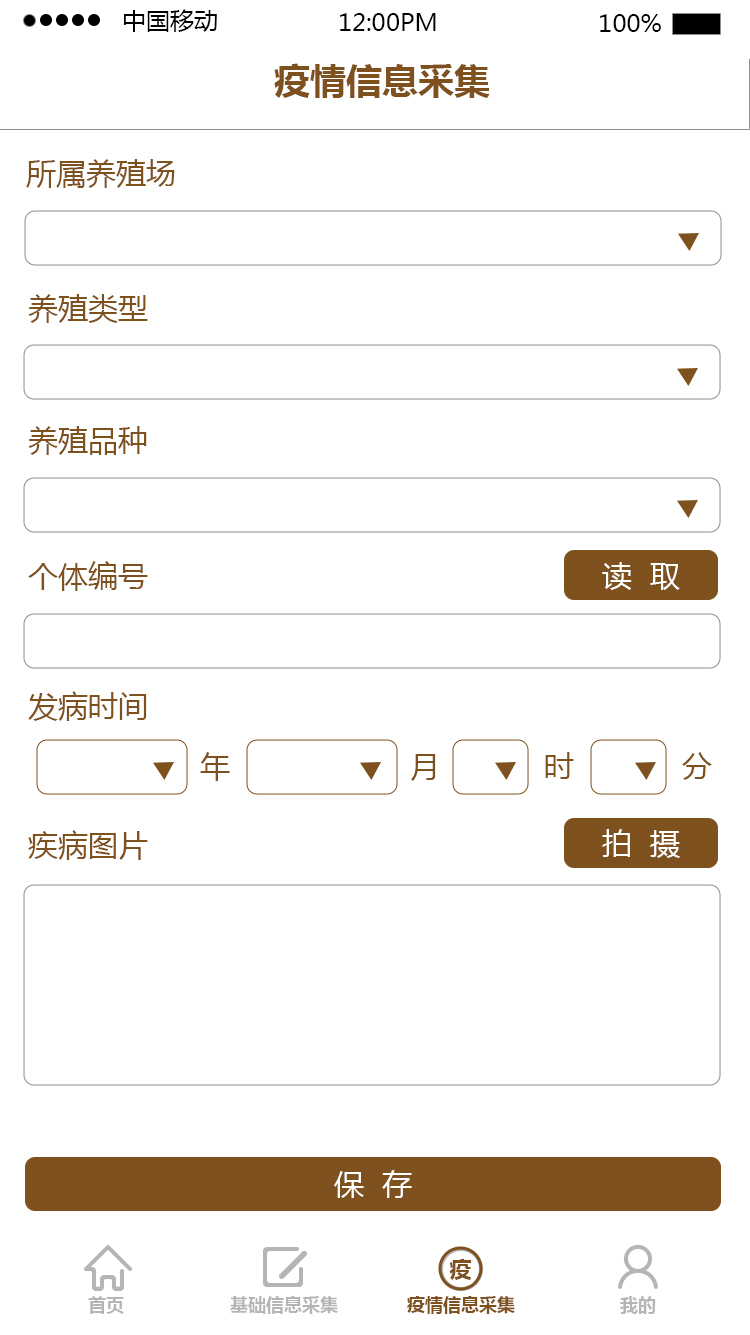 中国移动 12:00PM 100%
疫情信息采集
所属养殖场
养殖类型
养殖品种
个体编号 读 取
发病时间
年 月 时 分
疾病图片 拍 摄
保 存
疫
首页 基础信息采集 疫情信息采集 我的